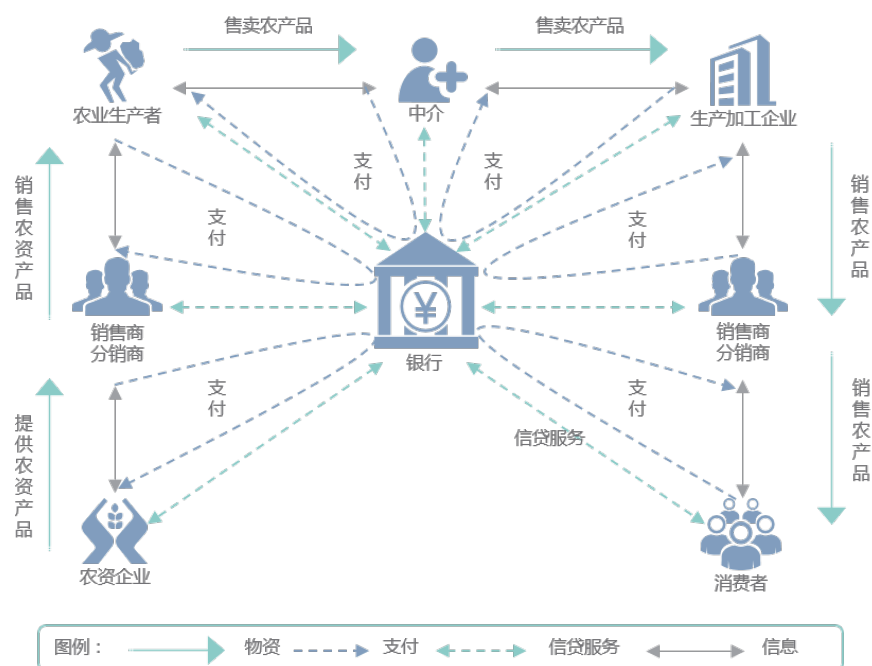 售卖农产品
售卖农产品
农业生产者
中介
生产加工企业
支付
支付
销售农资产品
支付
支付
销售农产品
¥
销售商
分销商
银行
销售商
分销商
提供农资产品
支付
支付
销售农产品
信贷服务
农资企业
消费者
图例： 物资 支付 信贷服务 信息